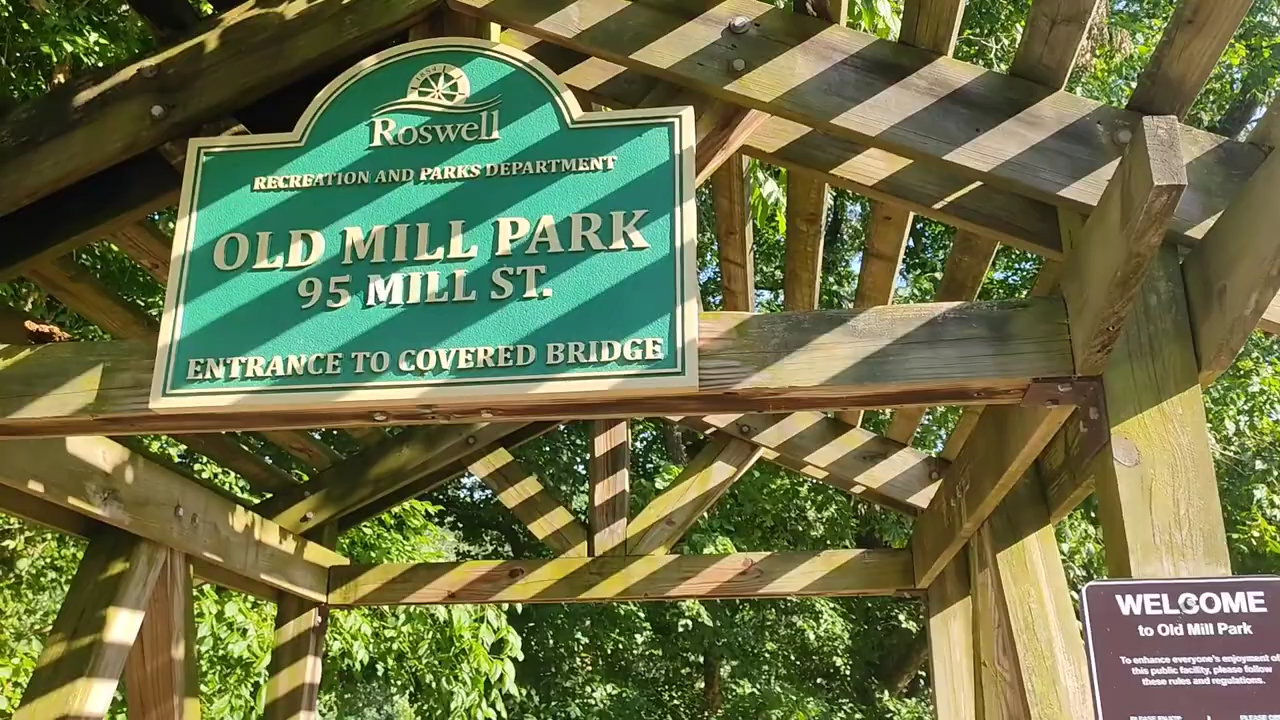 Roswell
RECREATION AND PARKS DEPARTMENT
OLD MILL PARK
95 MILL ST.
ENTRANCE TO COVERED BRIDGE
WELCOME
to Old Mill Park
To enhance everyone's enjoyment of
this public facility, please follow
these rules and regulations.